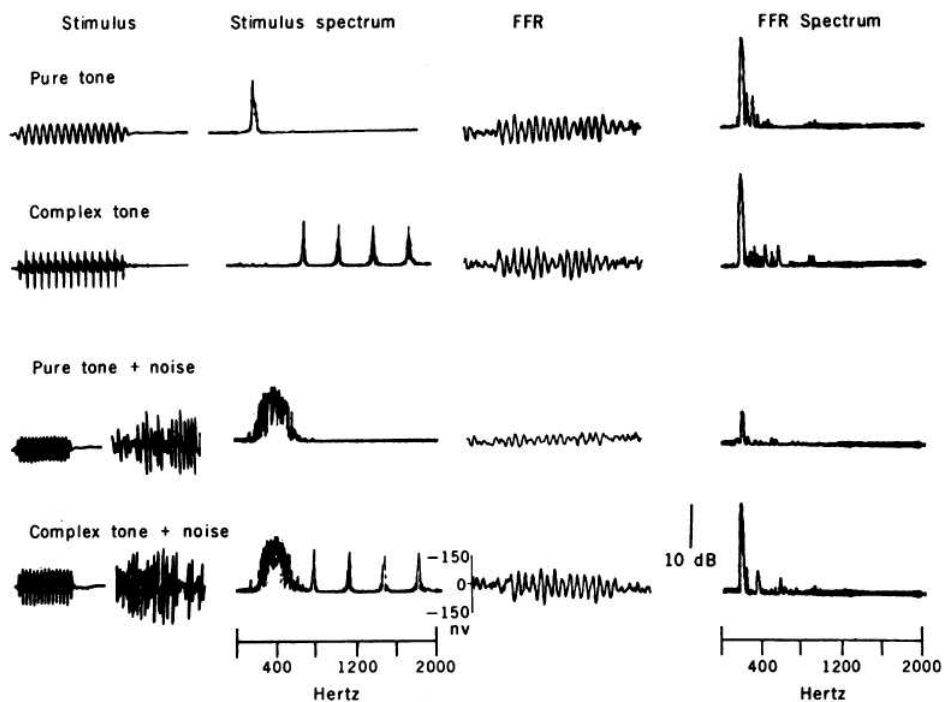 Stimulus Stimulus spectrum FFR FFR Spectrum
Pure tone
Complex tone
Pure tone + noise
Complex tone + noise
10 dB
-150
0
-150
nv
400 1200 2000
Hertz
400 1200 2000
Hertz